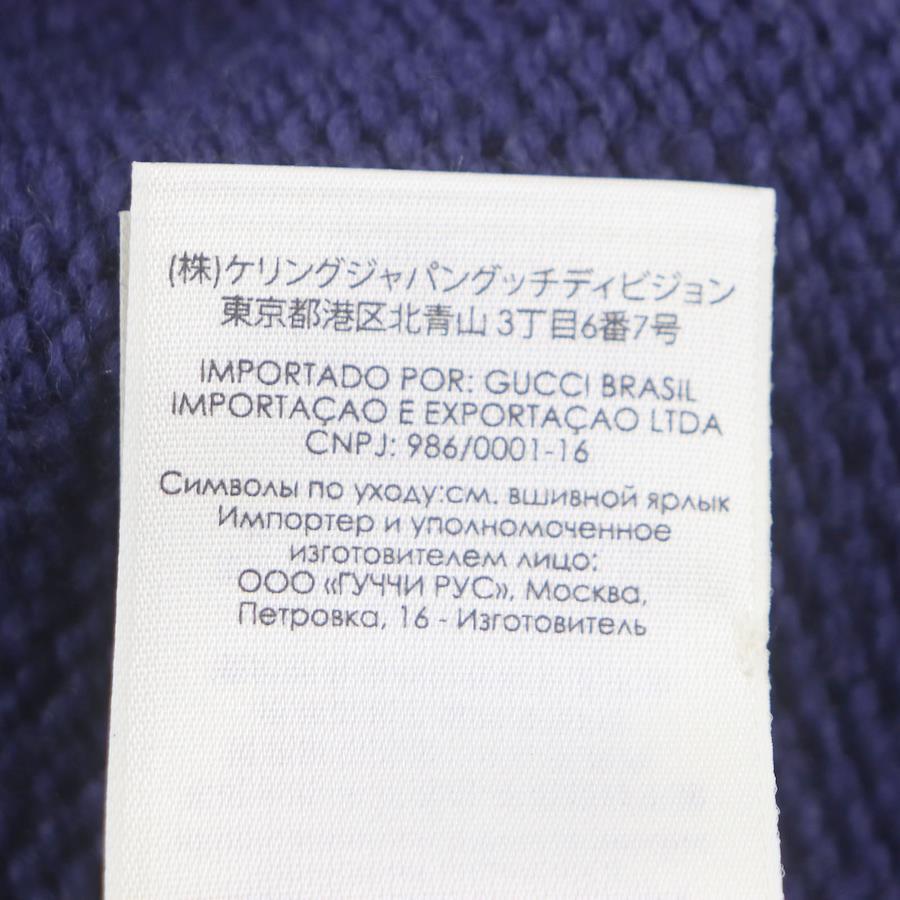 (株)ケリングジャパングッチディビジョン
東京都港区北青山 3丁目6番7号
IMPORTADO POR: GUCCI BRASIL
IMPORTAÇAO E EXPORTAÇAO LTDA
CNPJ: 986/0001-16
Символы по уходу:см. вшивной ярлык
Импортер и уполномоченное
изготовителем лицо:
ООО «ГУЧЧИ РУС», Москва,
Петровка, 16 - Изготовитель